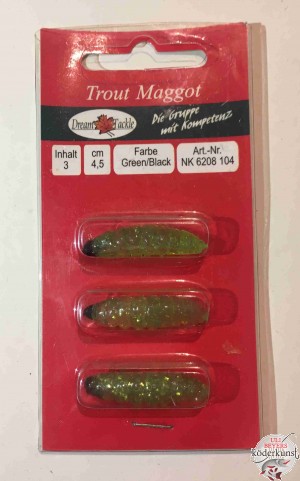 Trout Maggot
Dream Tackle
Die Gruppe
mit Kompetenz
Inhalt
3
cm
4,5
Farbe
Green/Black
Art.-Nr.
NK 6208 104
ULI
BEYERS
köderkunst